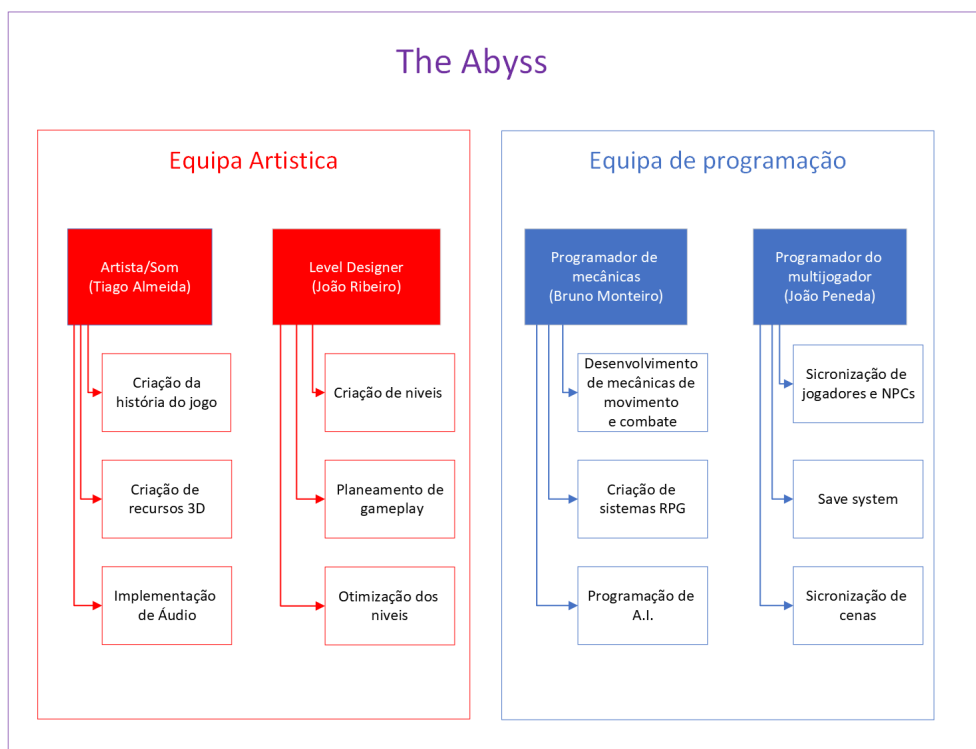 The Abyss
Equipa Artistica
Artista/Som
(Tiago Almeida)
Criação da
história do jogo
Criação de
recursos 3D
Implementação
de Áudio
Level Designer
(João Ribeiro)
Criação de niveis
Planeamento de
gameplay
Otimização dos
niveis
Equipa de programação
Programador de
mecânicas
(Bruno Monteiro)
Desenvolvimento
de mecânicas de
movimento
e combate
Criação de
sistemas RPG
Programação de
A.I.
Programador do
multijogador
(João Peneda)
Sicronização de
jogadores e NPCs
Save system
Sicronização de
cenas